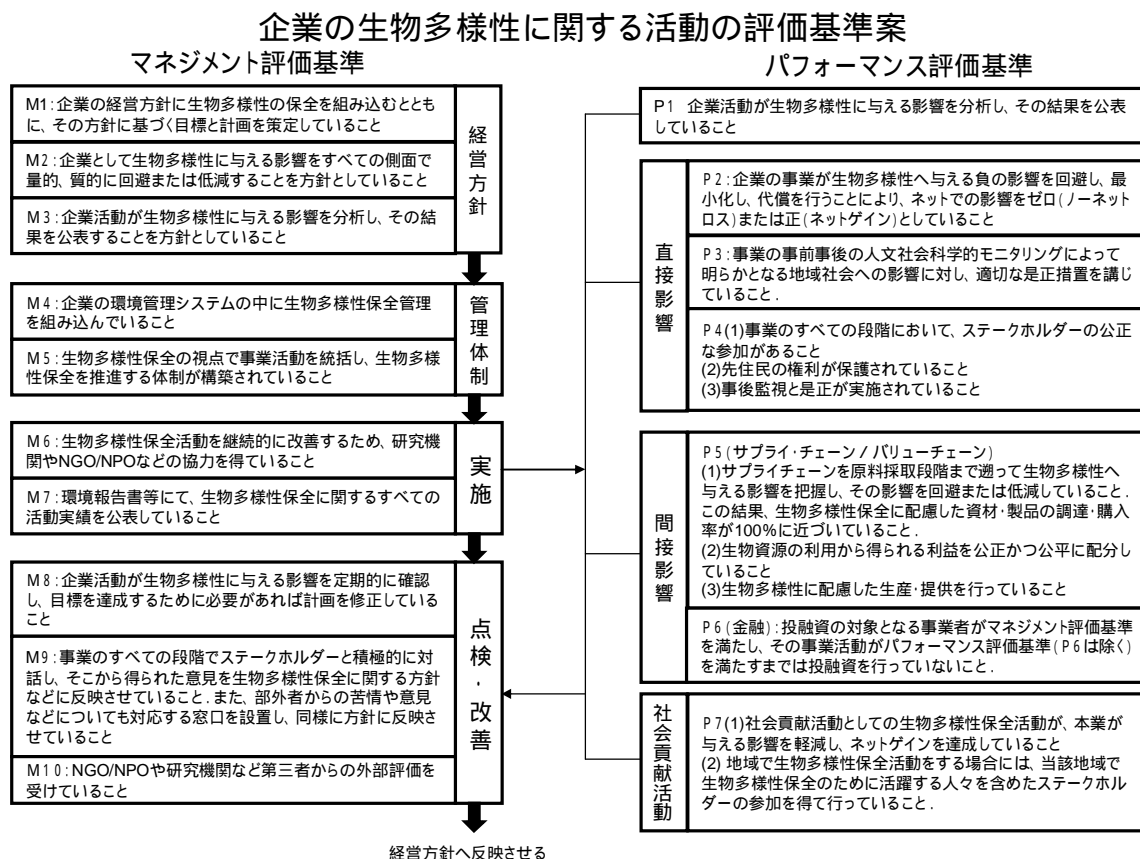 企業の生物多様性に関する活動の評価基準案
マネジメント評価基準
M1:企業の経営方針に生物多様性の保全を組み込むととも
に、その方針に基づく目標と計画を策定していること
M2:企業として生物多様性に与える影響をすべての側面で
量的、質的に回避または低減することを方針としていること
M3:企業活動が生物多様性に与える影響を分析し、その結
果を公表することを方針としていること
経営方針
M4:企業の環境管理システムの中に生物多様性保全管理
を組み込んでいること
M5:生物多様性保全の視点で事業活動を統括し、生物多様
性保全を推進する体制が構築されていること
管理体制
M6:生物多様性保全活動を継続的に改善するため、研究機
関やNGO/NPOなどの協力を得ていること
M7:環境報告書等にて、生物多様性保全に関するすべての
活動実績を公表していること
実施
M8:企業活動が生物多様性に与える影響を定期的に確認
し、目標を達成するために必要があれば計画を修正している
こと
M9:事業のすべての段階でステークホルダーと積極的に対
話し、そこから得られた意見を生物多様性保全に関する方針
などに反映させていること.また、部外者からの苦情や意見
などについても対応する窓口を設置し、同様に方針に反映さ
せていること
M10:NGO/NPOや研究機関など第三者からの外部評価を
受けていること
点検・改善
経営方針へ反映させる
パフォーマンス評価基準
P1 企業活動が生物多様性に与える影響を分析し、その結果を公表
していること
直接影響
P2:企業の事業が生物多様性へ与える負の影響を回避し、最
小化し、代償を行うことにより、ネットでの影響をゼロ(ノーネット
ロス)または正(ネットゲイン)としていること
P3:事業の事前事後の人文社会科学的モニタリングによって
明らかとなる地域社会への影響に対し、適切な是正措置を講じ
ていること.
P4(1)事業のすべての段階において、ステークホルダーの公正
な参加があること
(2)先住民の権利が保護されていること
(3)事後監視と是正が実施されていること
間接影響
P5(サプライ・チェーン/バリューチェーン)
(1)サプライチェーンを原料採取段階まで遡って生物多様性へ
与える影響を把握し、その影響を回避または低減していること.
この結果、生物多様性保全に配慮した資材・製品の調達・購入
率が100%に近づいていること.
(2)生物資源の利用から得られる利益を公正かつ公平に配分し
ていること
(3)生物多様性に配慮した生産・提供を行っていること
P6(金融):投融資の対象となる事業者がマネジメント評価基準
を満たし、その事業活動がパフォーマンス評価基準(P6は除く)
を満たすまでは投融資を行っていないこと.
社会貢献活動
P7(1)社会貢献活動としての生物多様性保全活動が、本業が
与える影響を軽減し、ネットゲインを達成していること
(2) 地域で生物多様性保全活動をする場合には、当該地域で
生物多様性保全のために活躍する人々を含めたステークホル
ダーの参加を得て行っていること.